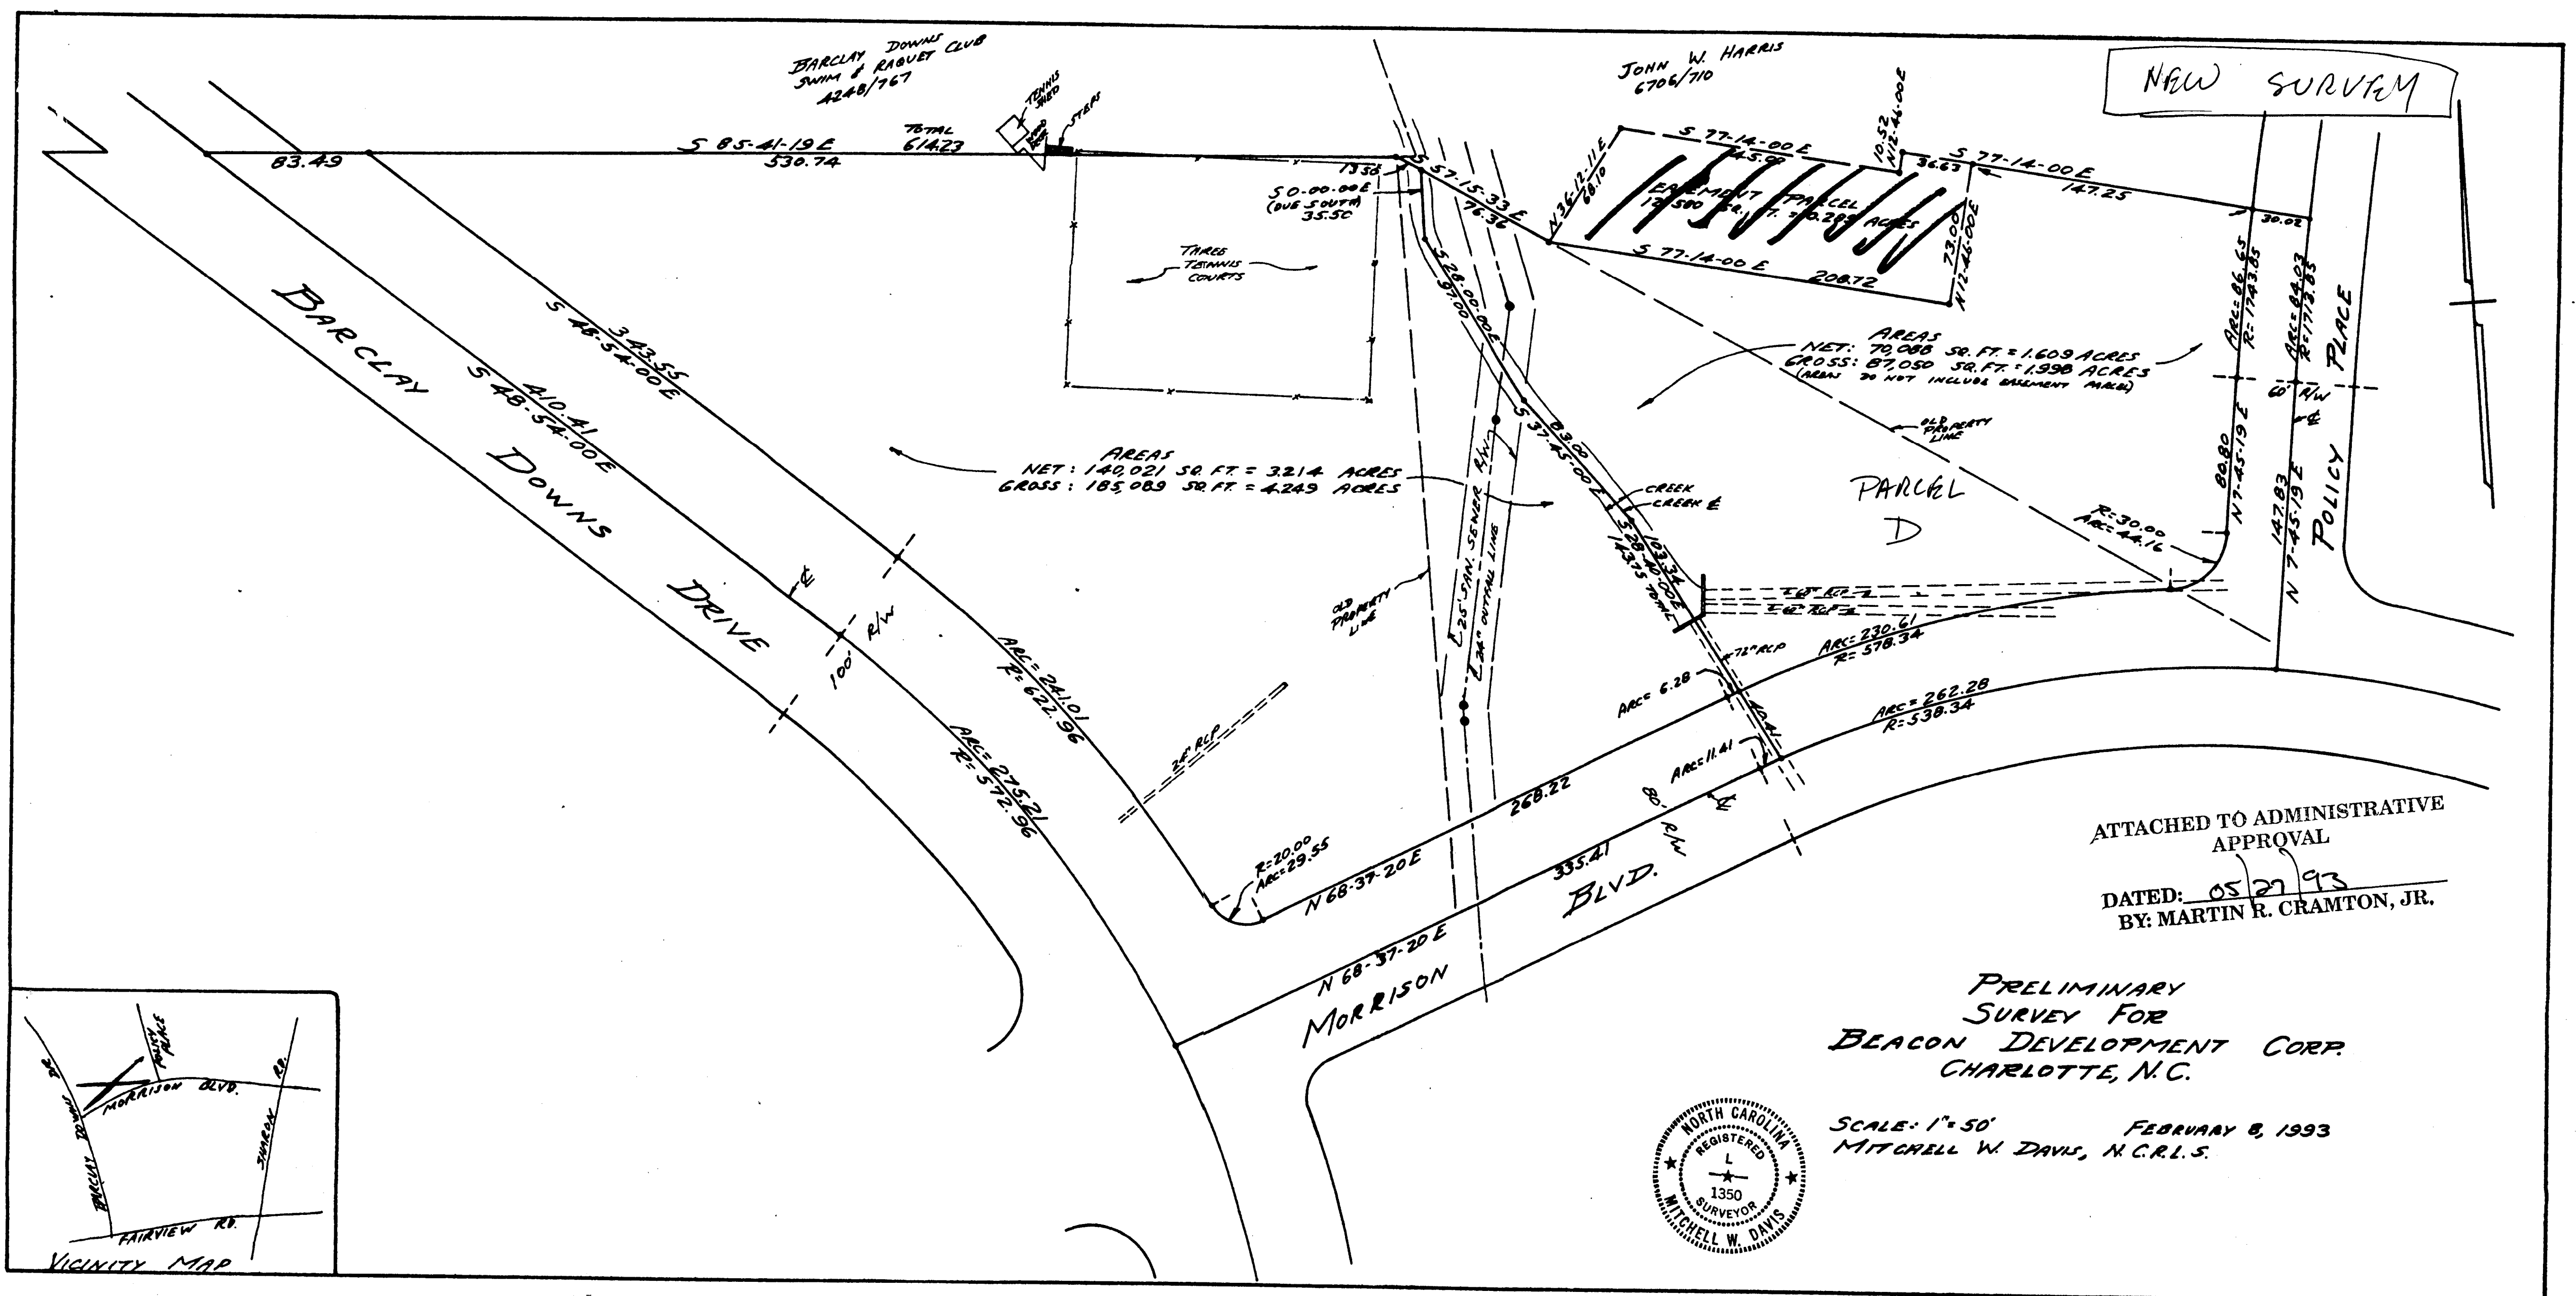 BARCLAY DOWNS
SWIM & RAQUET CLUB
4248/767
TENNIS
SHED
STEPS
JOHN W. HARRIS
6706/710
NEW SURVEY
83.49
S 85-41-19 E
530.74
TOTAL
614.23
13.50
S 0-00-00 E
(DUE SOUTH)
35.50
S 57-15-33 E
76.36
N 36-12-11 E
68.10
S 77-14-00 E
10.52
N 12-46-00 E
36.63
S 77-14-00 E
147.25
30.02
EASEMENT PARCEL
ACRES
73.00
N 12-46-00 E
S 77-14-00 E
208.72
THREE
TENNIS
COURTS
S 28-00-00 E
97.00
ARC= 86.65
R= 1743.85
ARC= 84.03
R= 1713.85
POLICY PLACE
60' R/W
℄
80.80
N 7-45-19 E
147.83
N 7-45-19 E
AREAS
NET: 70,088 SQ. FT. = 1.609 ACRES
GROSS: 87,050 SQ. FT. = 1.998 ACRES
(AREAS DO NOT INCLUDE EASEMENT PARCEL)
OLD
PROPERTY
LINE
PARCEL
D
R= 30.00
ARC= 44.16
343.55
S 48-54-00 E
410.41
S 48-54-00 E
BARCLAY DOWNS DRIVE
℄
100' R/W
AREAS
NET: 140,021 SQ. FT. = 3.214 ACRES
GROSS: 185,089 SQ. FT. = 4.249 ACRES
83.00
S 37-45-00 E
CREEK
CREEK ℄
103.34
S 28-40-00 E
143.75 TOTAL
OLD
PROPERTY
LINE
25' SAN. SEWER R/W
24" OUTFALL LINE
72" RCP
ARC= 230.61
R= 578.34
ARC= 6.28
40.41
ARC= 262.28
R= 538.34
ARC= 11.41
ARC= 241.01
R= 622.96
ARC= 275.21
R= 572.96
24" RCP
R= 20.00
ARC= 29.55
N 68-37-20 E
268.22
N 68-37-20 E
335.41
80' R/W
℄
MORRISON BLVD.
ATTACHED TO ADMINISTRATIVE
APPROVAL
DATED: 05/27/93
BY: MARTIN R. CRAMTON, JR.
PRELIMINARY
SURVEY FOR
BEACON DEVELOPMENT CORP.
CHARLOTTE, N.C.
SCALE: 1"= 50' FEBRUARY 8, 1993
MITCHELL W. DAVIS, N.C.R.L.S.
NORTH CAROLINA
REGISTERED
L
1350
SURVEYOR
MITCHELL W. DAVIS
BARCLAY DOWNS DR.
POLICY
PLACE
MORRISON BLVD.
SHARON RD.
FAIRVIEW RD.
VICINITY MAP